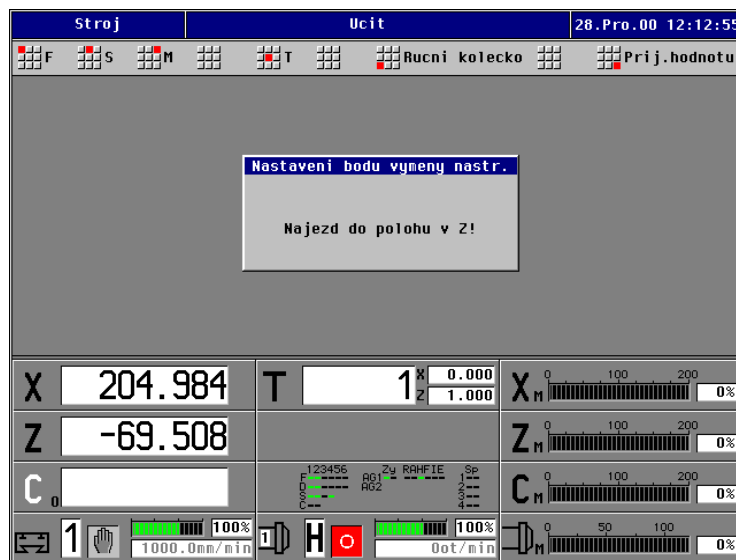 Stroj Ucit 28.Pro.00 12:12:55
F S M T Rucni kolecko Prij.hodnotu
Nastaveni bodu vymeny nastr.
Najezd do polohu v Z!
X 204.984 T 1 X 0.000 Z 1.000 X M 0 100 200 0%
Z -69.508 Z M 0 100 200 0%
C 0 C M 0 100 200 0%
123456 Zy RAHFIE Sp
F AG1 1
D AG2 2
S 3
C 4
1 100% 1 H 100% M 0 50 100 0%
1000.0mm/min 0ot/min